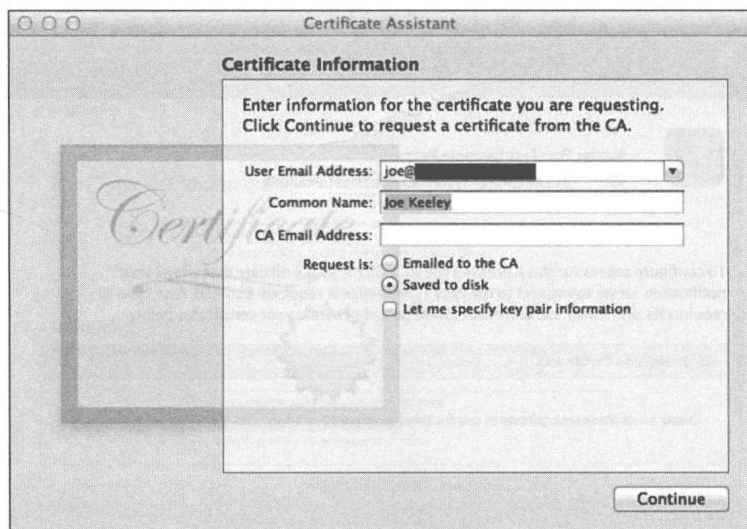 Certificate Assistant
Certificate Information
Enter information for the certificate you are requesting.
Click Continue to request a certificate from the CA.
User Email Address: joe@
Common Name: Joe Keeley
CA Email Address:
Request is: Emailed to the CA
Saved to disk
Let me specify key pair information
Certificate
Continue